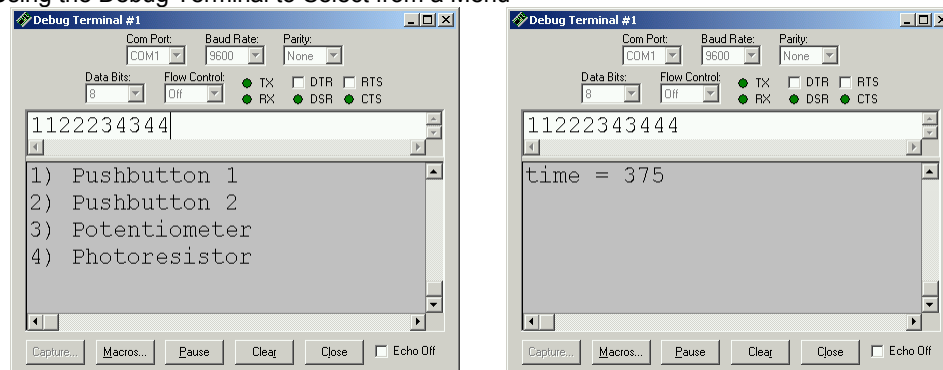 Using the Debug Terminal to Select from a Menu
Debug Terminal #1
Com Port: Baud Rate: Parity:
COM1 9600 None
Data Bits: Flow Control: TX DTR RTS
8 Off RX DSR CTS
1122234344
1) Pushbutton 1
2) Pushbutton 2
3) Potentiometer
4) Photoresistor
Capture... Macros... Pause Clear Close Echo Off
Debug Terminal #1
Com Port: Baud Rate: Parity:
COM1 9600 None
Data Bits: Flow Control: TX DTR RTS
8 Off RX DSR CTS
11222343444
time = 375
Capture... Macros... Pause Clear Close Echo Off